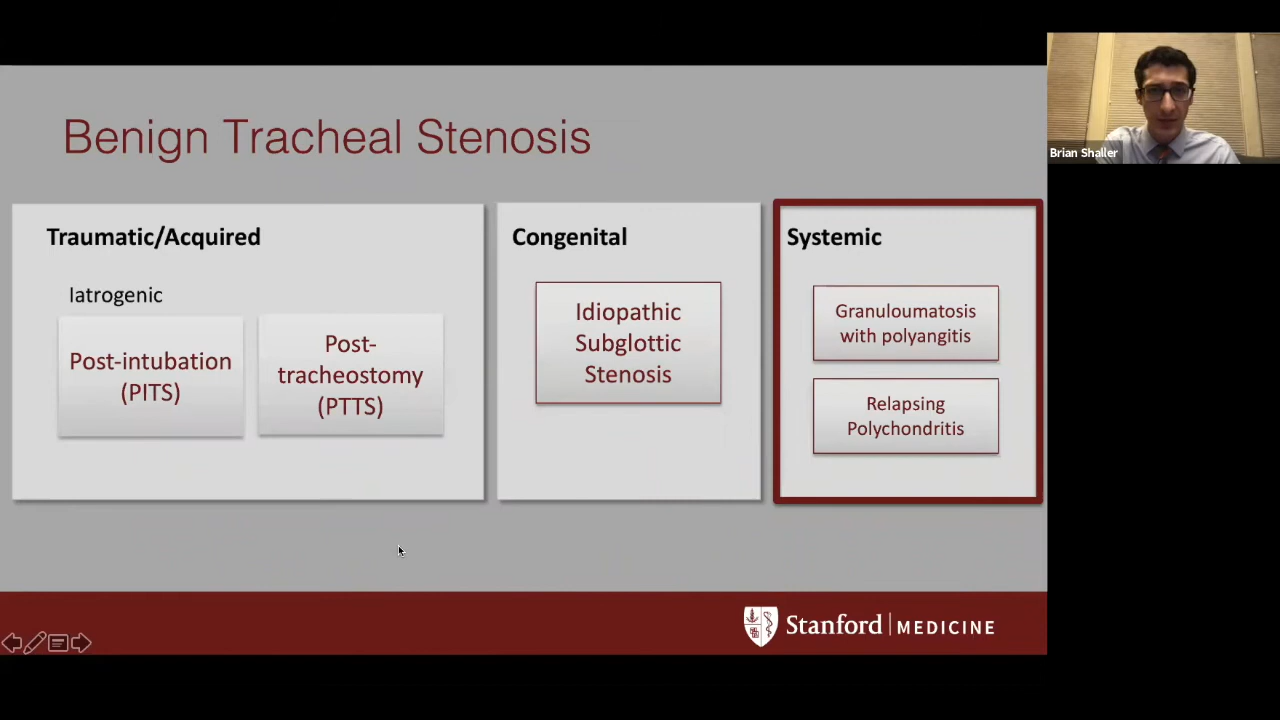 Benign Tracheal Stenosis
Traumatic/Acquired
Iatrogenic
Post-intubation
(PITS)
Post-
tracheostomy
(PTTS)
Congenital
Idiopathic
Subglottic
Stenosis
Systemic
Granuloumatosis
with polyangitis
Relapsing
Polychondritis
Stanford | MEDICINE
Brian Shaller